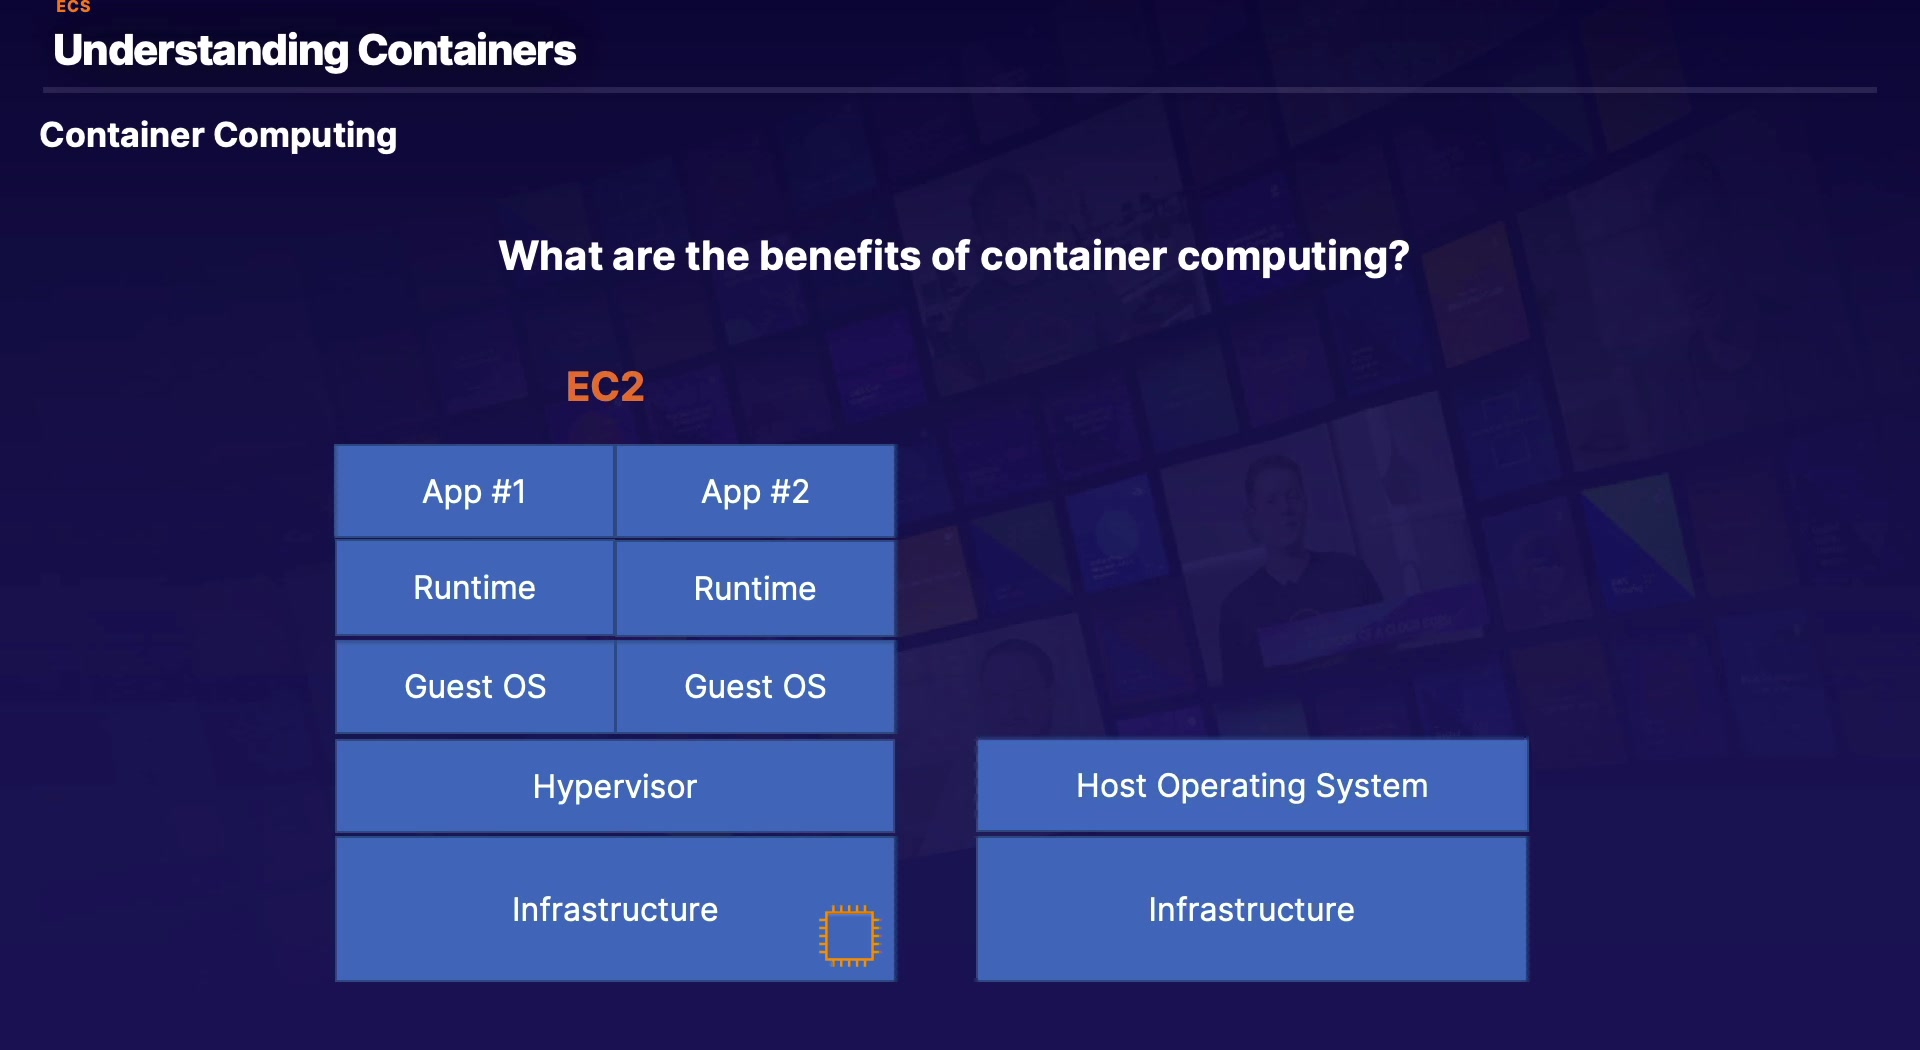 ECS
Understanding Containers
Container Computing
What are the benefits of container computing?
EC2
App #1 App #2
Runtime Runtime
Guest OS Guest OS
Hypervisor Host Operating System
Infrastructure Infrastructure